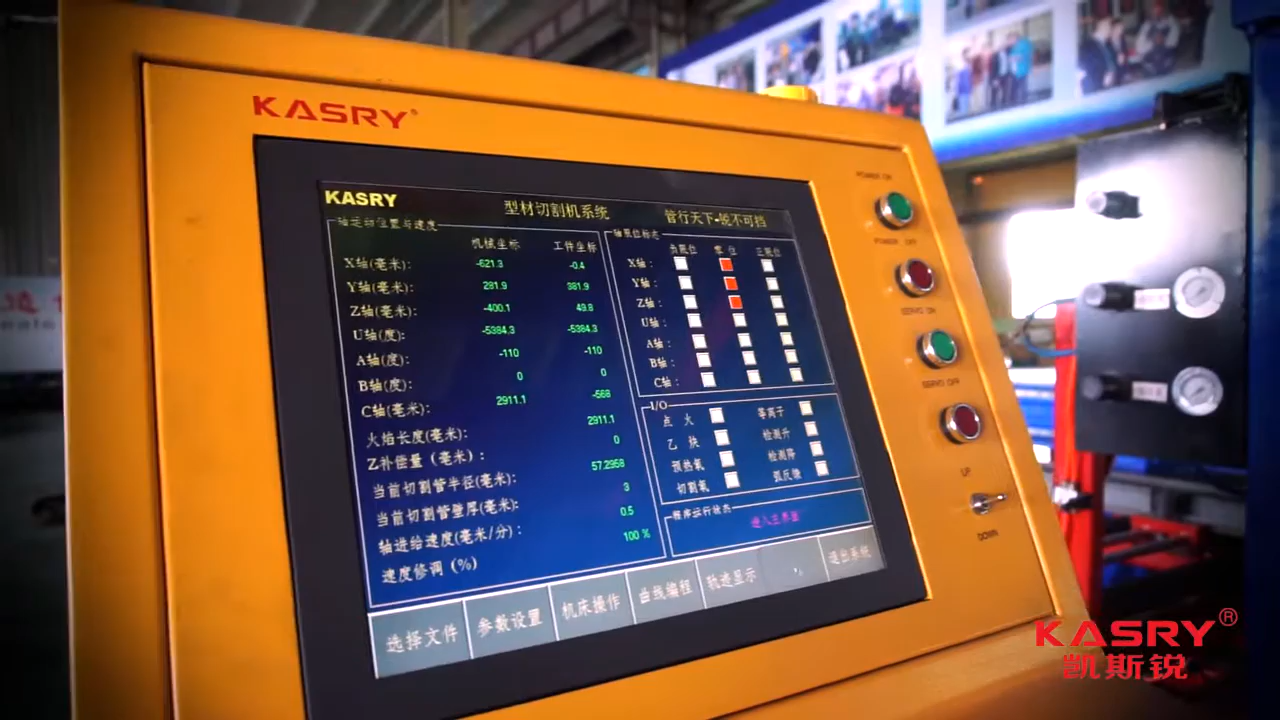 KASRY®
KASRY
型材切割机系统
管行天下-锐不可挡
轴运动位置与速度
机械坐标 工件坐标
X轴(毫米): -621.3 -0.4
Y轴(毫米): 281.9 381.9
Z轴(毫米): -400.1 49.8
U轴(度): -5384.3 -5384.3
A轴(度): -110 -110
B轴(度): 0 0
C轴(毫米): 2911.1 -568
火焰长度(毫米): 2911.1
乙补偿量(毫米): 0
当前切割管半径(毫米): 57.2958
当前切割管壁厚(毫米): 3
轴进给速度(毫米/分): 0.5
速度修调(%) 100 %
轴限位标志
负限位 零位 正限位
X轴:
Y轴:
Z轴:
U轴:
A轴:
B轴:
C轴:
I/O
点火 等离子
乙炔 检测升
预热氧 检测降
切割氧 弧反馈
程序运行状态
进入主界面
选择文件 参数设置 机床操作 曲线编程 轨迹显示 退出系统
POWER ON
POWER OFF
SERVO ON
SERVO OFF
UP
DOWN
KASRY®
凯斯锐